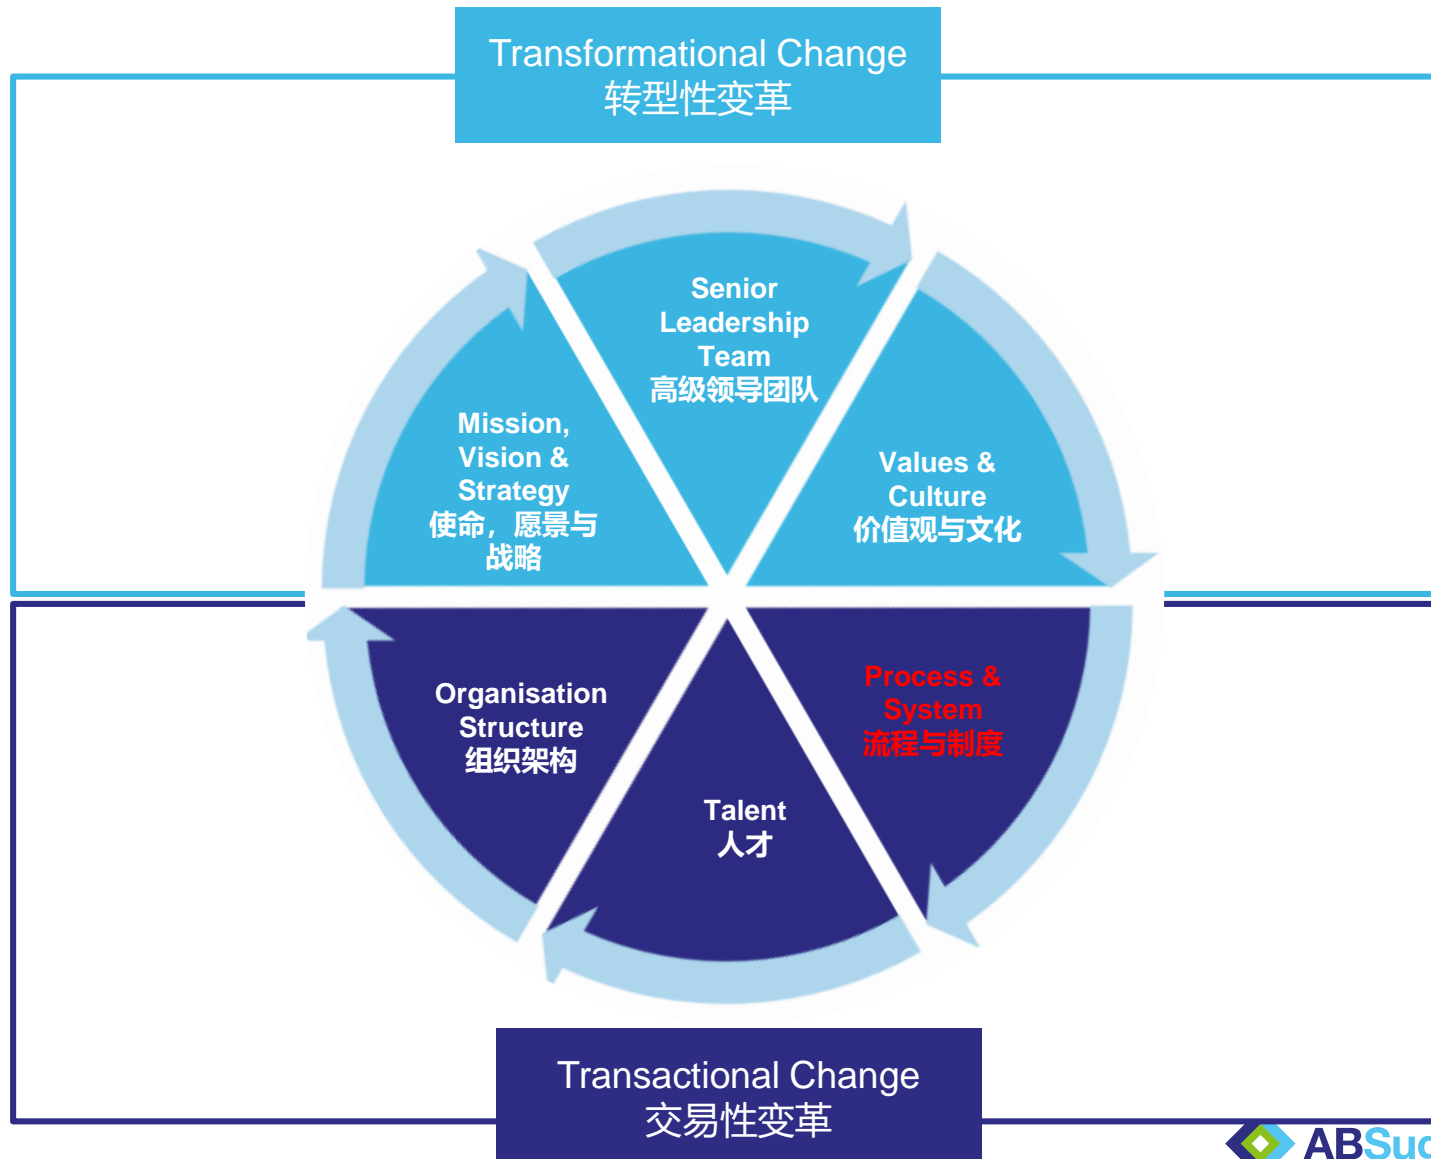 Transformational Change
转型性变革
Senior
Leadership
Team
高级领导团队
Mission,
Vision &
Strategy
使命，愿景与
战略
Values &
Culture
价值观与文化
Organisation
Structure
组织架构
Process &
System
流程与制度
Talent
人才
Transactional Change
交易性变革